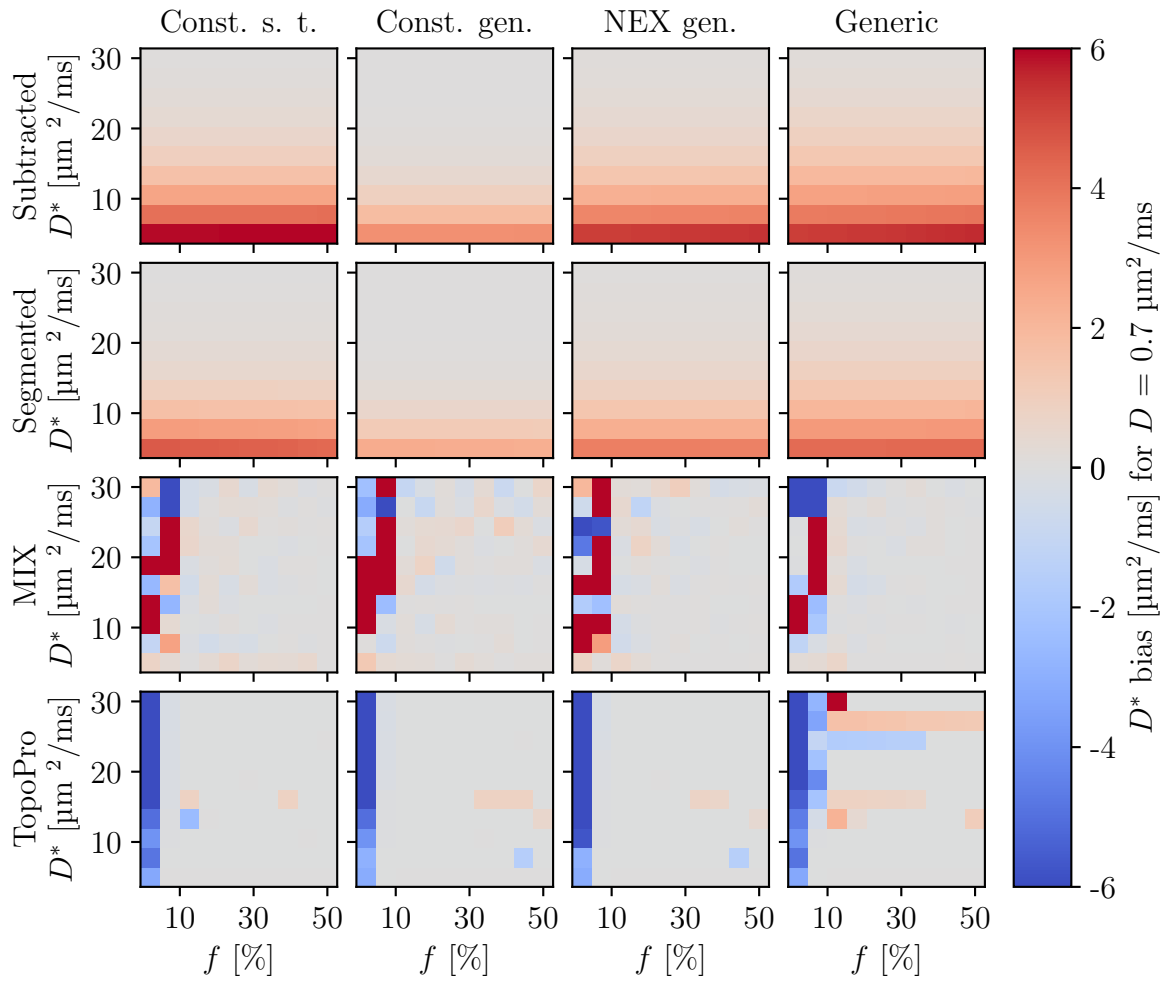 Const. s. t. Const. gen. NEX gen. Generic
Subtracted
D* [µm ²/ms]
30
20
10
10 30 50
Segmented
D* [µm ²/ms]
30
20
10
MIX
D* [µm ²/ms]
30
20
10
TopoPro
D* [µm ²/ms]
30
20
10
10 30 50 10 30 50 10 30 50
f [%] f [%] f [%] f [%]
6
4
2
0
-2
-4
-6
D* bias [µm²/ms] for D = 0.7 µm²/ms